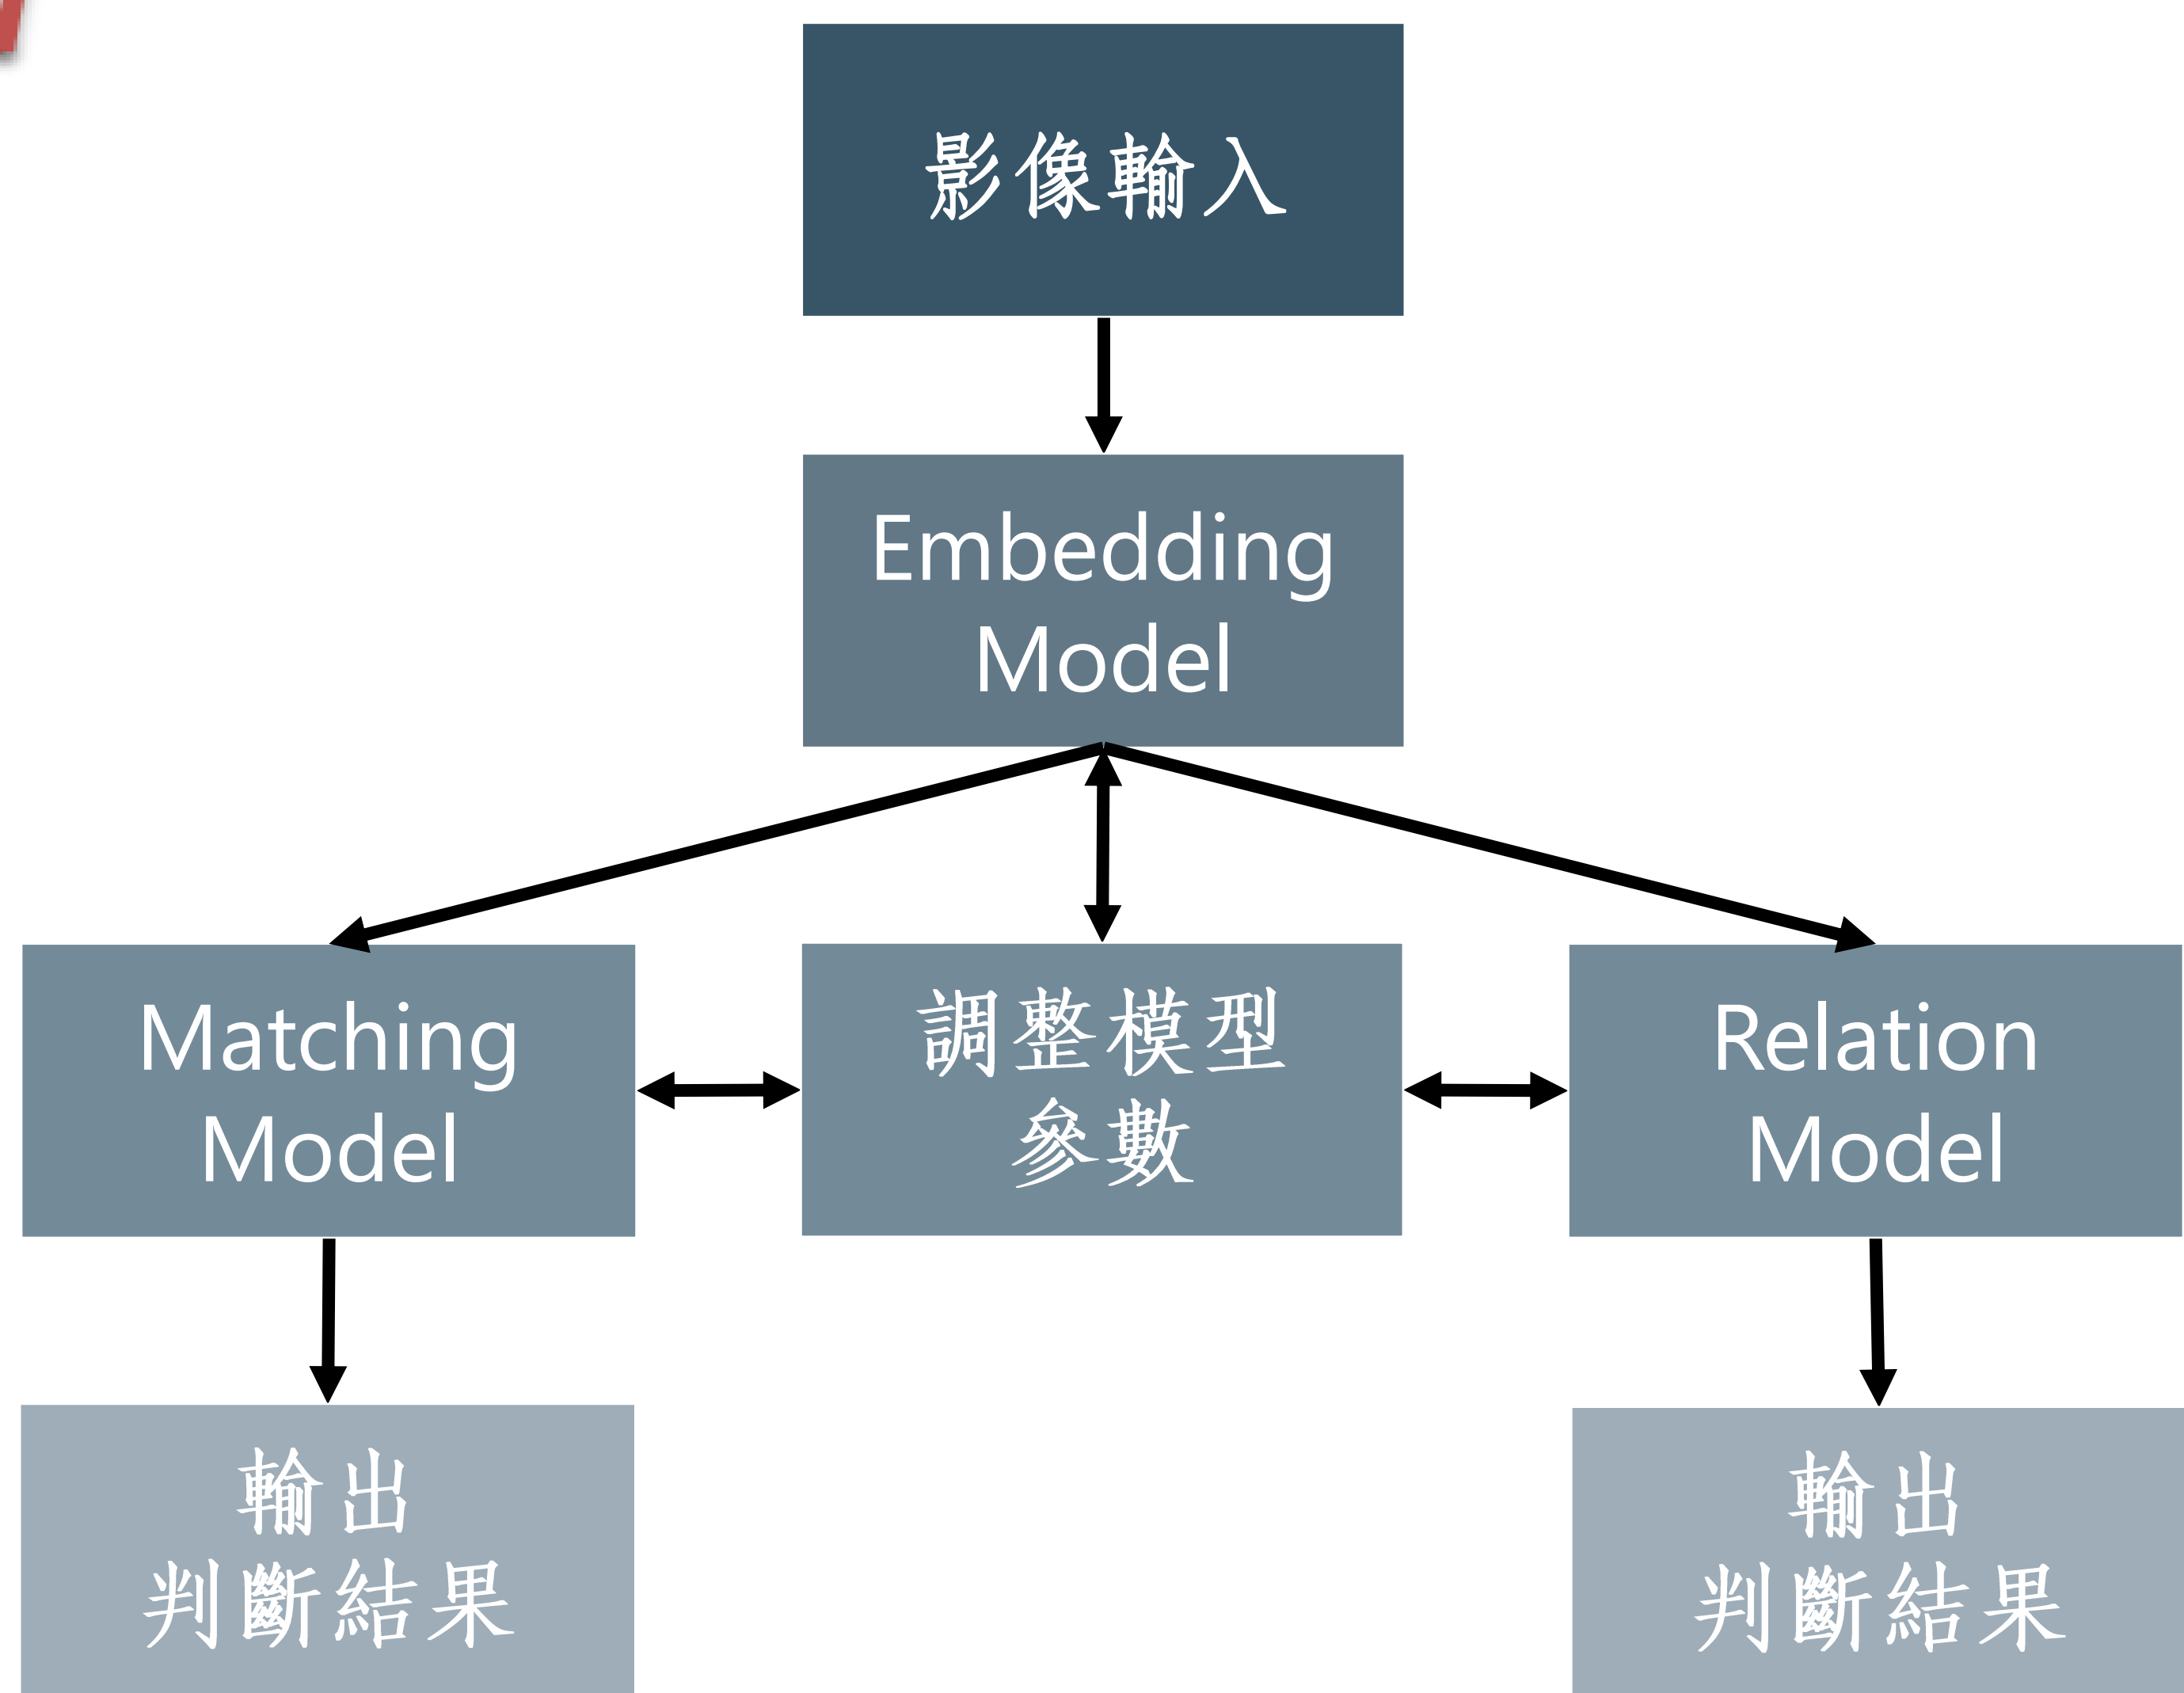 影像輸入
Embedding
Model
Matching
Model
調整模型
參數
Relation
Model
輸出
判斷結果
輸出
判斷結果